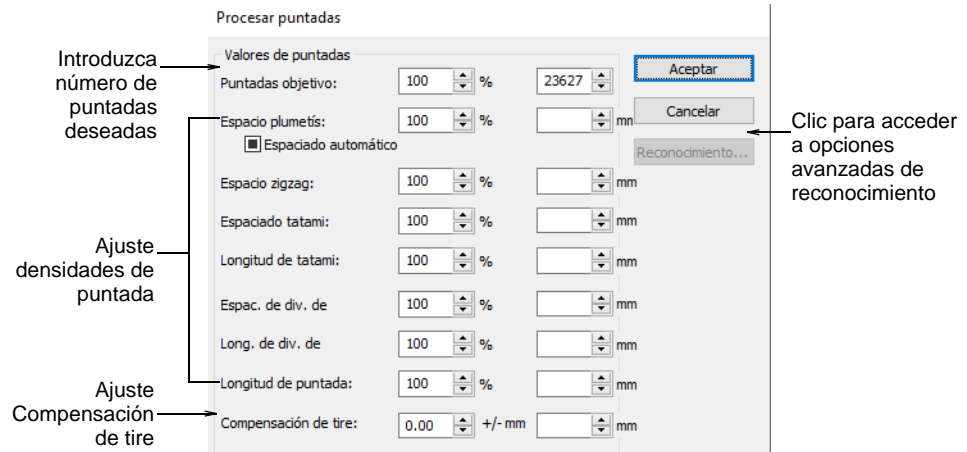 Procesar puntadas
Introduzca
número de
puntadas
deseadas
Valores de puntadas
Puntadas objetivo: 100 % 23627
Aceptar
Espacio plumetís: 100 % mm
Cancelar
Espaciado automático
Reconocimiento...
Clic para acceder
a opciones
avanzadas de
reconocimiento
Espacio zigzag: 100 % mm
Espaciado tatami: 100 % mm
Ajuste
densidades de
puntada
Longitud de tatami: 100 % mm
Espac. de div. de 100 % mm
Long. de div. de 100 % mm
Longitud de puntada: 100 % mm
Ajuste
Compensación
de tire
Compensación de tire: 0.00 +/- mm mm